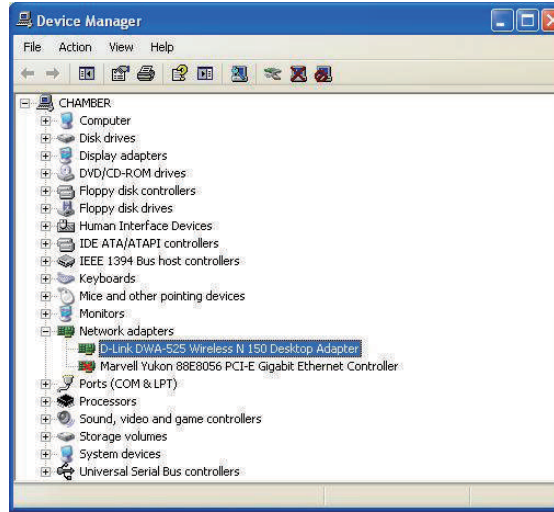 Device Manager
File Action View Help
CHAMBER
Computer
Disk drives
Display adapters
DVD/CD-ROM drives
Floppy disk controllers
Floppy disk drives
Human Interface Devices
IDE ATA/ATAPI controllers
IEEE 1394 Bus host controllers
Keyboards
Mice and other pointing devices
Monitors
Network adapters
D-Link DWA-525 Wireless N 150 Desktop Adapter
Marvell Yukon 88E8056 PCI-E Gigabit Ethernet Controller
Ports (COM & LPT)
Processors
Sound, video and game controllers
Storage volumes
System devices
Universal Serial Bus controllers